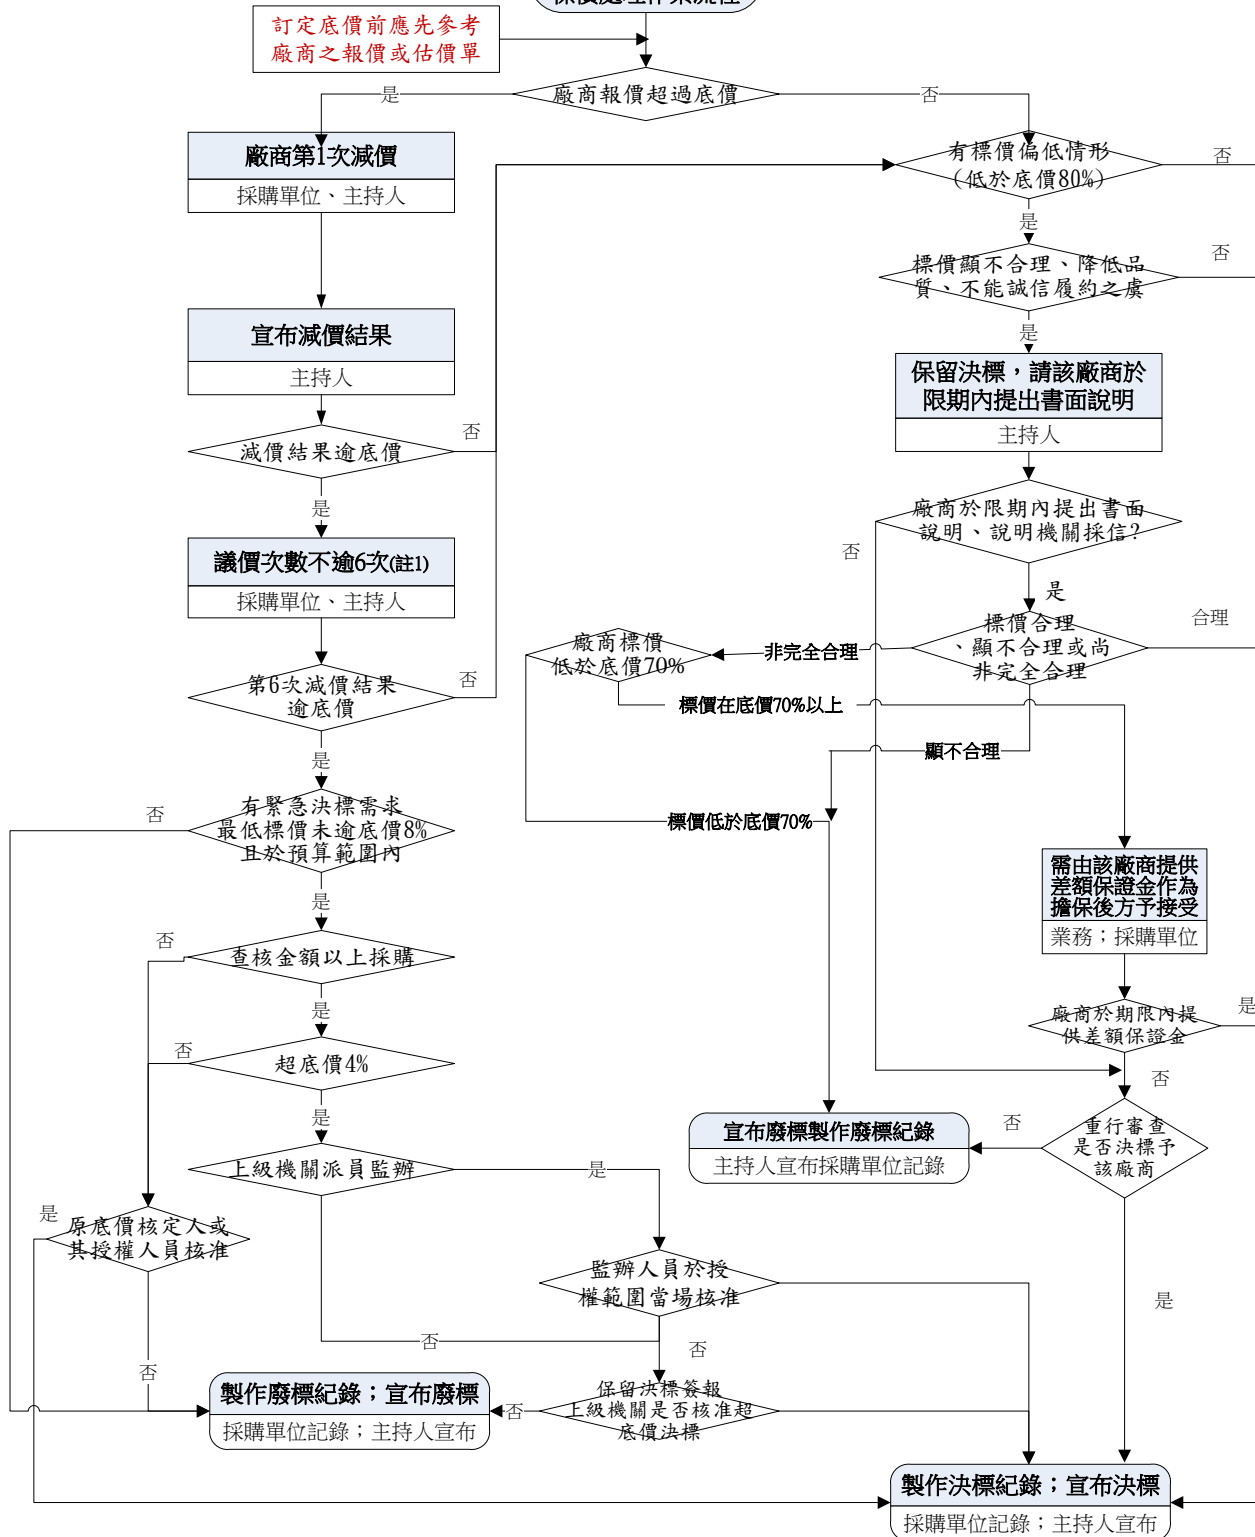 訂定底價前應先參考
廠商之報價或估價單
廠商報價超過底價
是
否
廠商第1次減價
採購單位、主持人
有標價偏低情形
(低於底價80%)
否
是
標價顯不合理、降低品
質、不能誠信履約之虞
否
是
宣布減價結果
主持人
減價結果逾底價
否
是
保留決標，請該廠商於
限期內提出書面說明
主持人
廠商於限期內提出書面
說明、說明機關採信?
否
是
議價次數不逾6次(註1)
採購單位、主持人
標價合理
、顯不合理或尚
非完全合理
合理
非完全合理
顯不合理
廠商標價
低於底價70%
標價在底價70%以上
標價低於底價70%
第6次減價結果
逾底價
否
是
有緊急決標需求
最低標價未逾底價8%
且於預算範圍內
否
是
需由該廠商提供
差額保證金作為
擔保後方予接受
業務；採購單位
查核金額以上採購
否
是
廠商於期限內提
供差額保證金
是
否
超底價4%
否
是
重行審查
是否決標予
該廠商
否
是
宣布廢標製作廢標紀錄
主持人宣布採購單位記錄
上級機關派員監辦
是
否
原底價核定人或
其授權人員核准
是
否
監辦人員於授
權範圍當場核准
否
保留決標簽報
上級機關是否核准超
底價決標
否
製作廢標紀錄；宣布廢標
採購單位記錄；主持人宣布
製作決標紀錄；宣布決標
採購單位記錄；主持人宣布